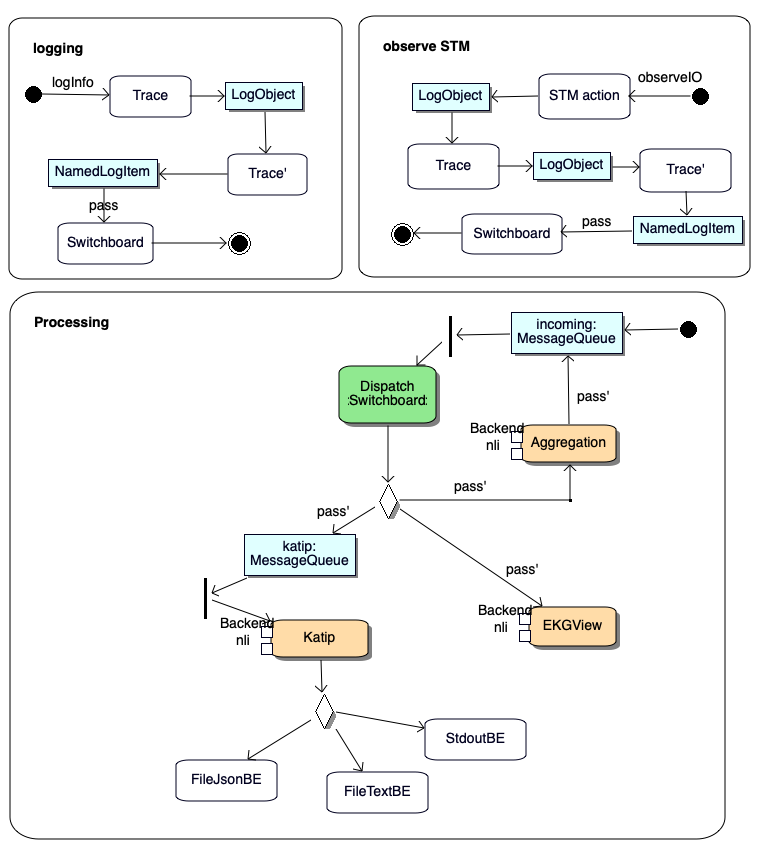 logging
logInfo
Trace
LogObject
NamedLogItem
Trace'
pass
Switchboard
observe STM
observeIO
LogObject
STM action
Trace
LogObject
Trace'
Switchboard
pass
NamedLogItem
Processing
incoming:
MessageQueue
Dispatch
:Switchboard:
pass'
Backend
nli
Aggregation
pass'
pass'
katip:
MessageQueue
pass'
Backend
nli
EKGView
Backend
nli
Katip
StdoutBE
FileJsonBE
FileTextBE